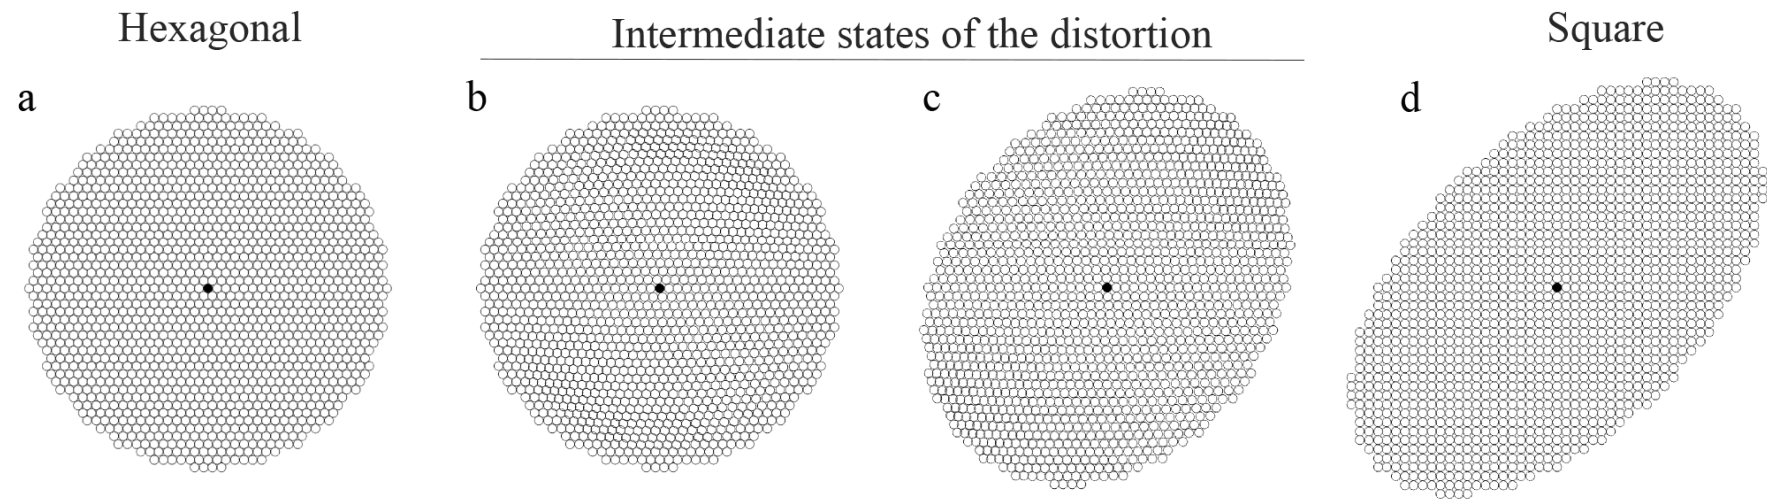 Hexagonal
Intermediate states of the distortion
Square
a
b
c
d